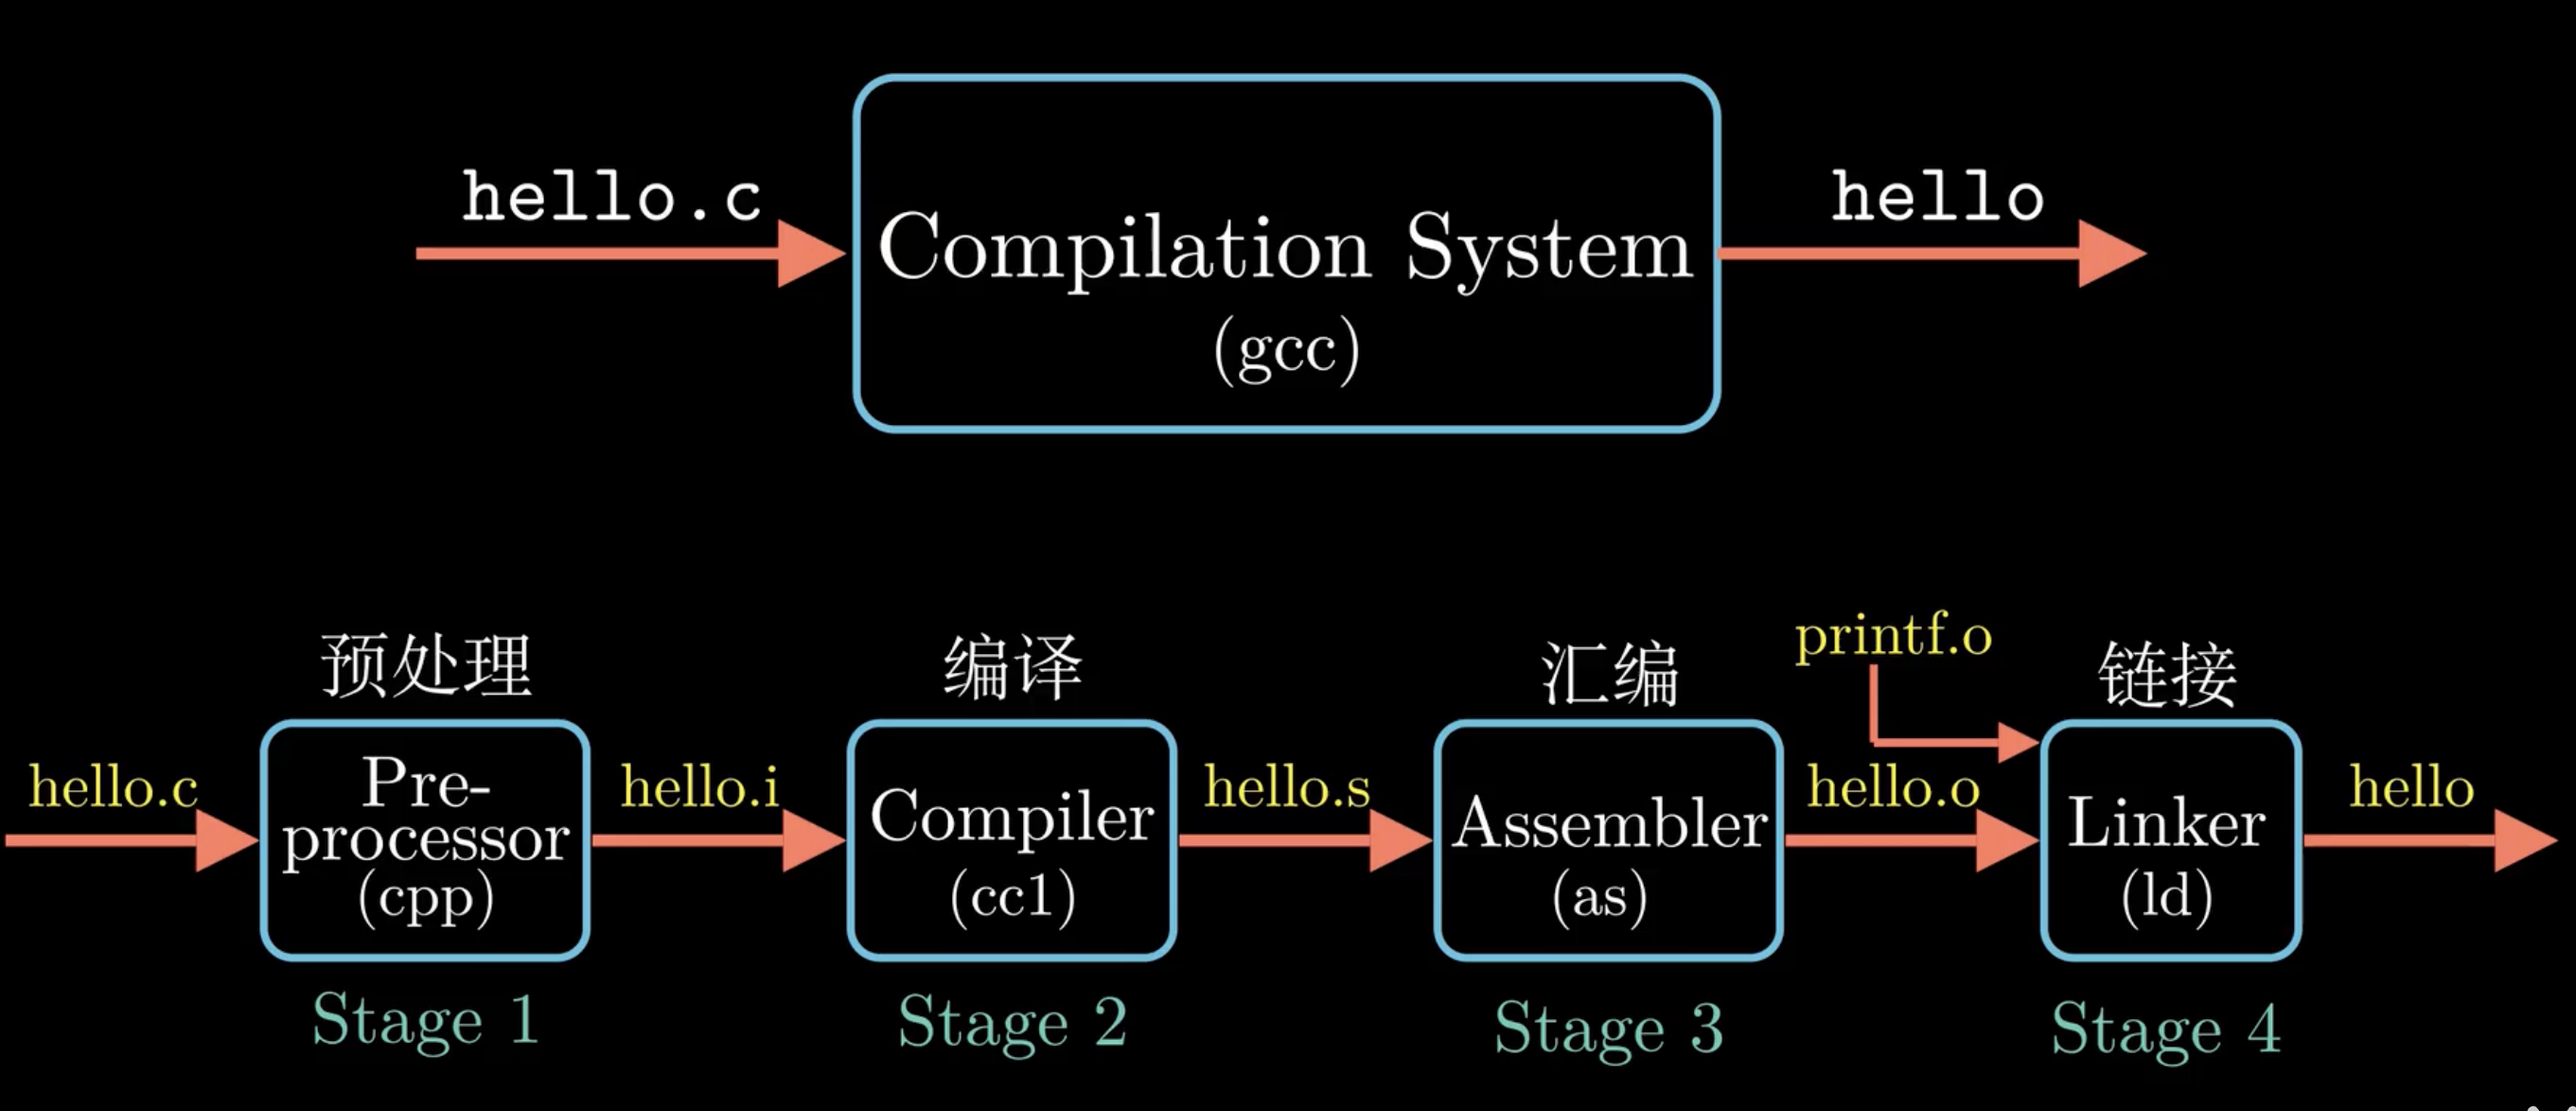 hello.c
Compilation System
(gcc)
hello
预处理
编译
汇编
printf.o
链接
hello.c
Pre-
processor
(cpp)
hello.i
Compiler
(cc1)
hello.s
Assembler
(as)
hello.o
Linker
(ld)
hello
Stage 1
Stage 2
Stage 3
Stage 4